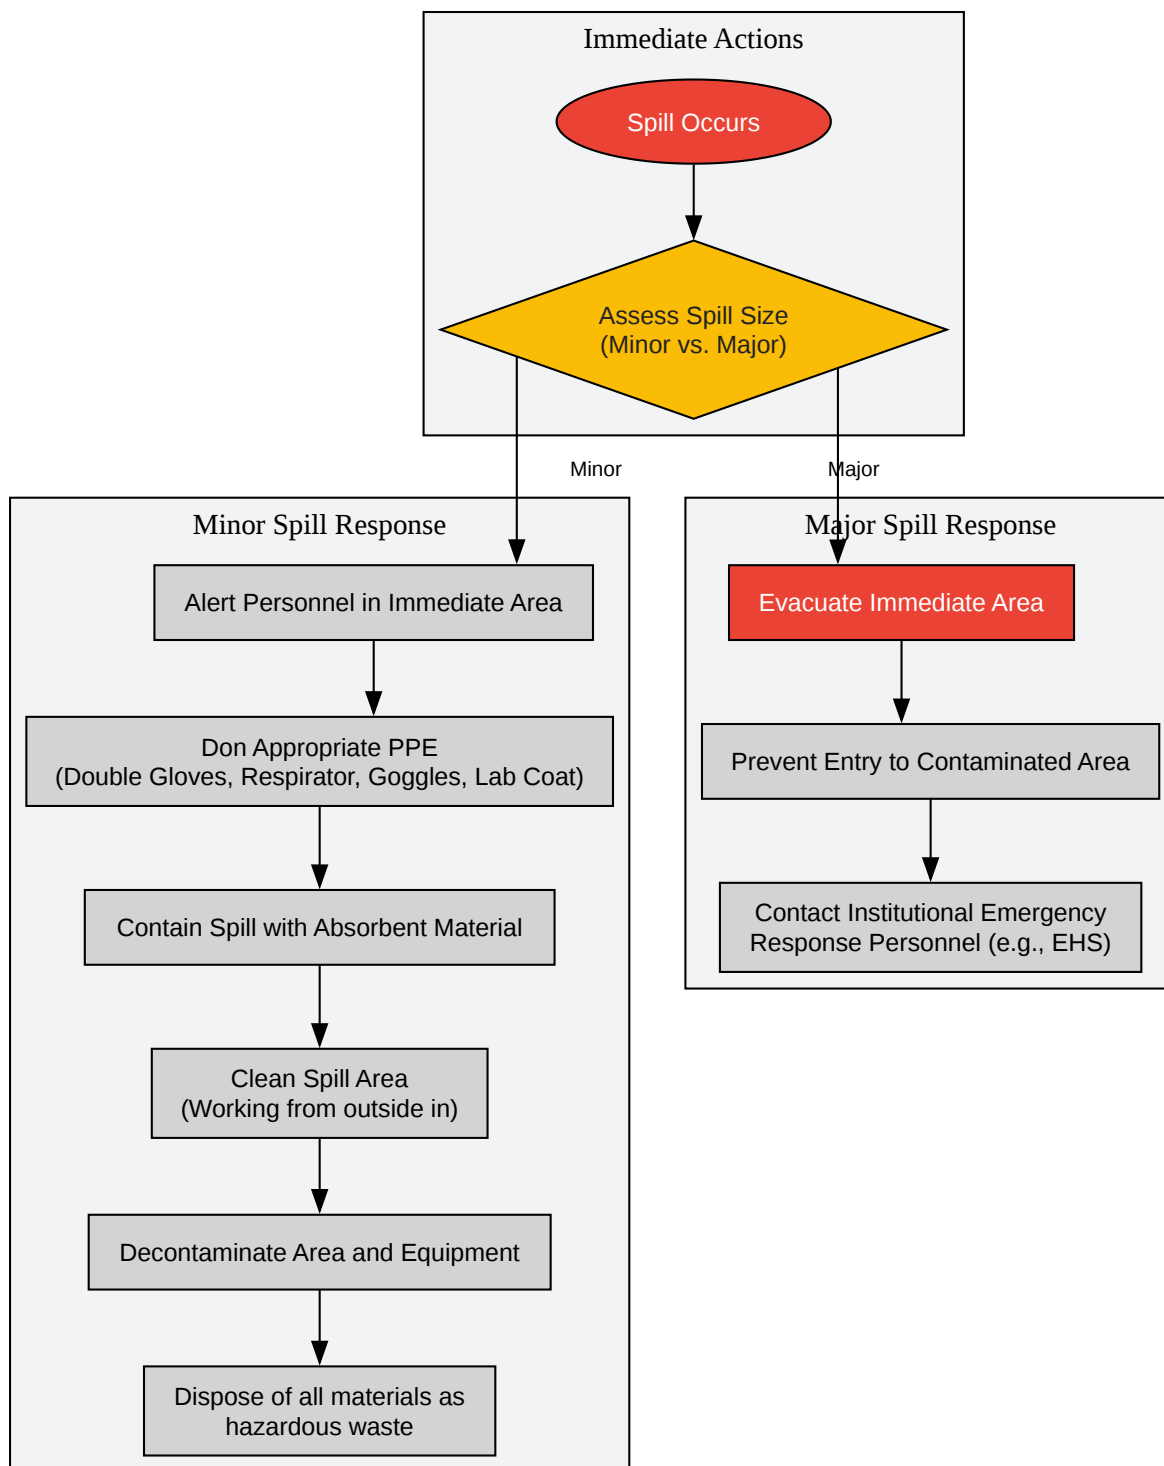 Immediate Actions
Spill Occurs
Assess Spill Size
(Minor vs. Major)
Minor
Major
Minor Spill Response
Alert Personnel in Immediate Area
Don Appropriate PPE
(Double Gloves, Respirator, Goggles, Lab Coat)
Contain Spill with Absorbent Material
Clean Spill Area
(Working from outside in)
Decontaminate Area and Equipment
Dispose of all materials as
hazardous waste
Major Spill Response
Evacuate Immediate Area
Prevent Entry to Contaminated Area
Contact Institutional Emergency
Response Personnel (e.g., EHS)